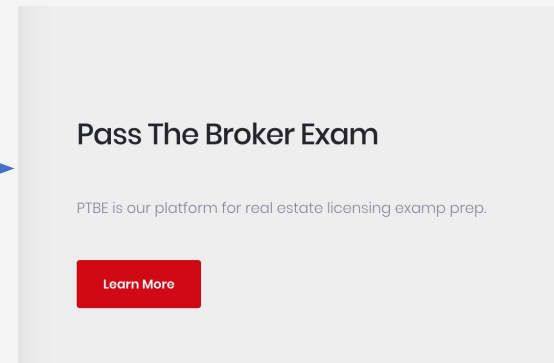 Pass The Broker Exam
PTBE is our platform for real estate licensing examp prep.
Learn More